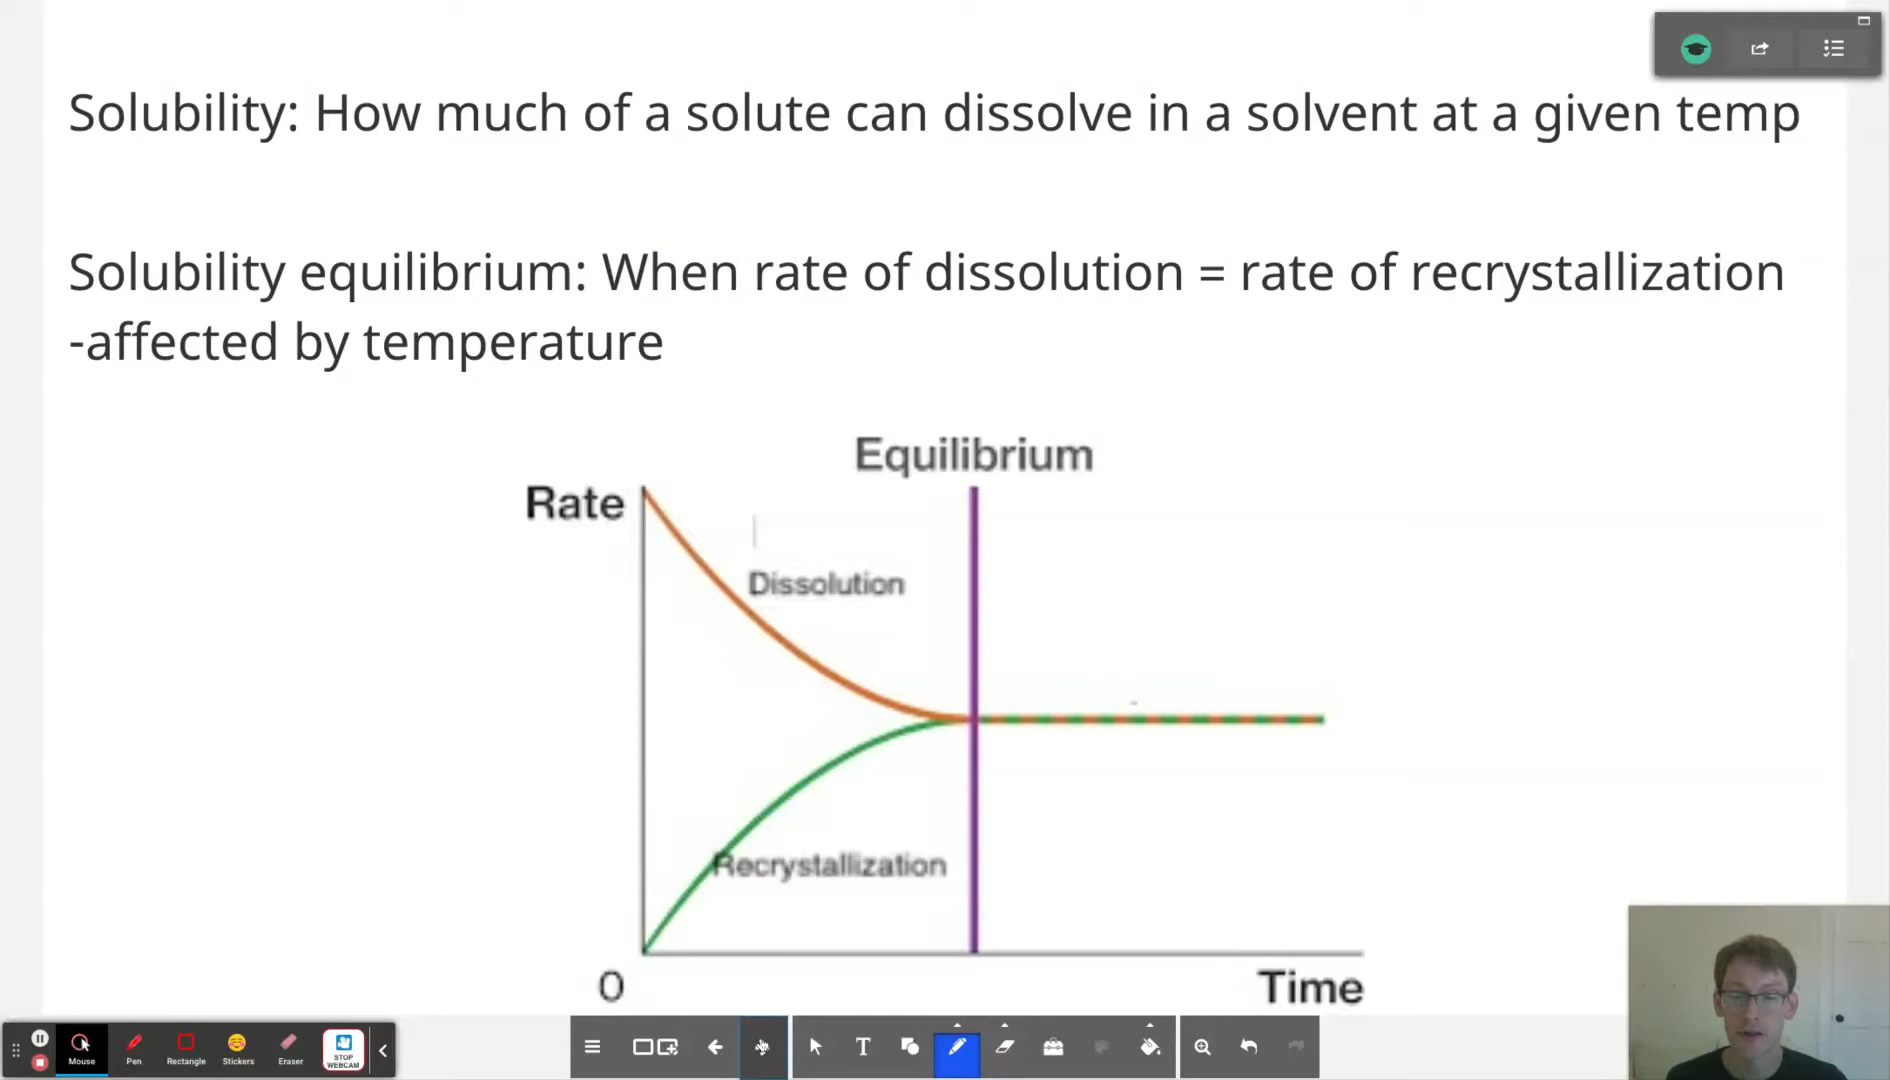 Solubility: How much of a solute can dissolve in a solvent at a given temp
Solubility equilibrium: When rate of dissolution = rate of recrystallization
-affected by temperature
Equilibrium
Rate
Dissolution
Recrystallization
0
Time
Mouse
Pen
Rectangle
Stickers
Eraser
STOP
WEBCAM
T